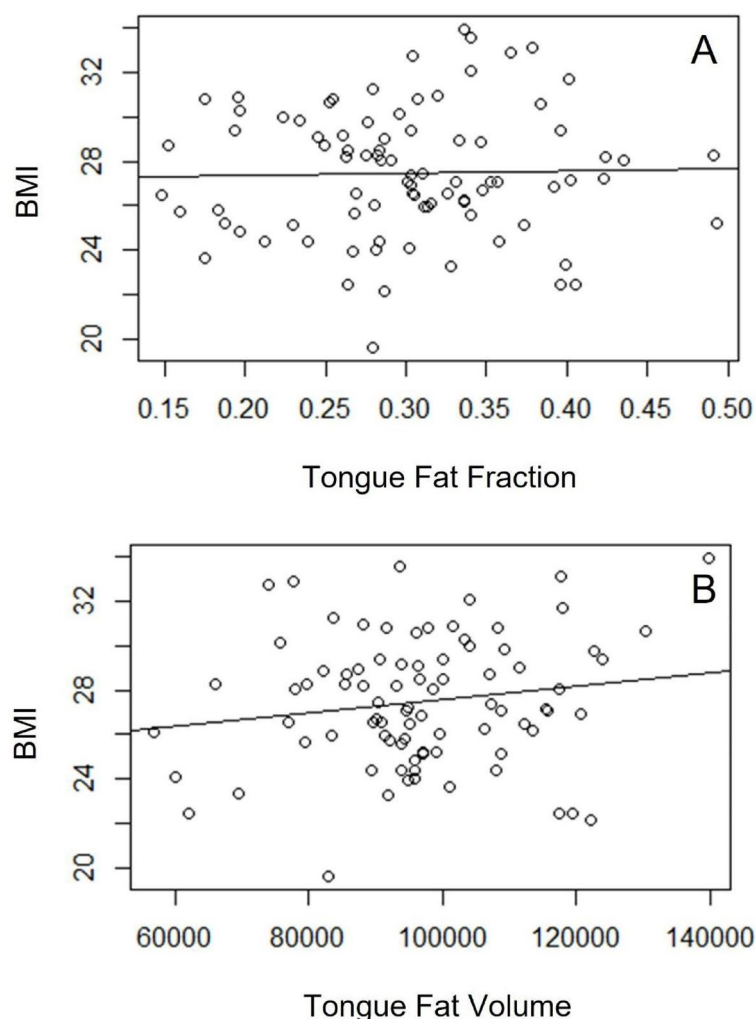 A
BMI
32
28
24
20
0.15 0.20 0.25 0.30 0.35 0.40 0.45 0.50
Tongue Fat Fraction
B
BMI
32
28
24
20
60000 80000 100000 120000 140000
Tongue Fat Volume